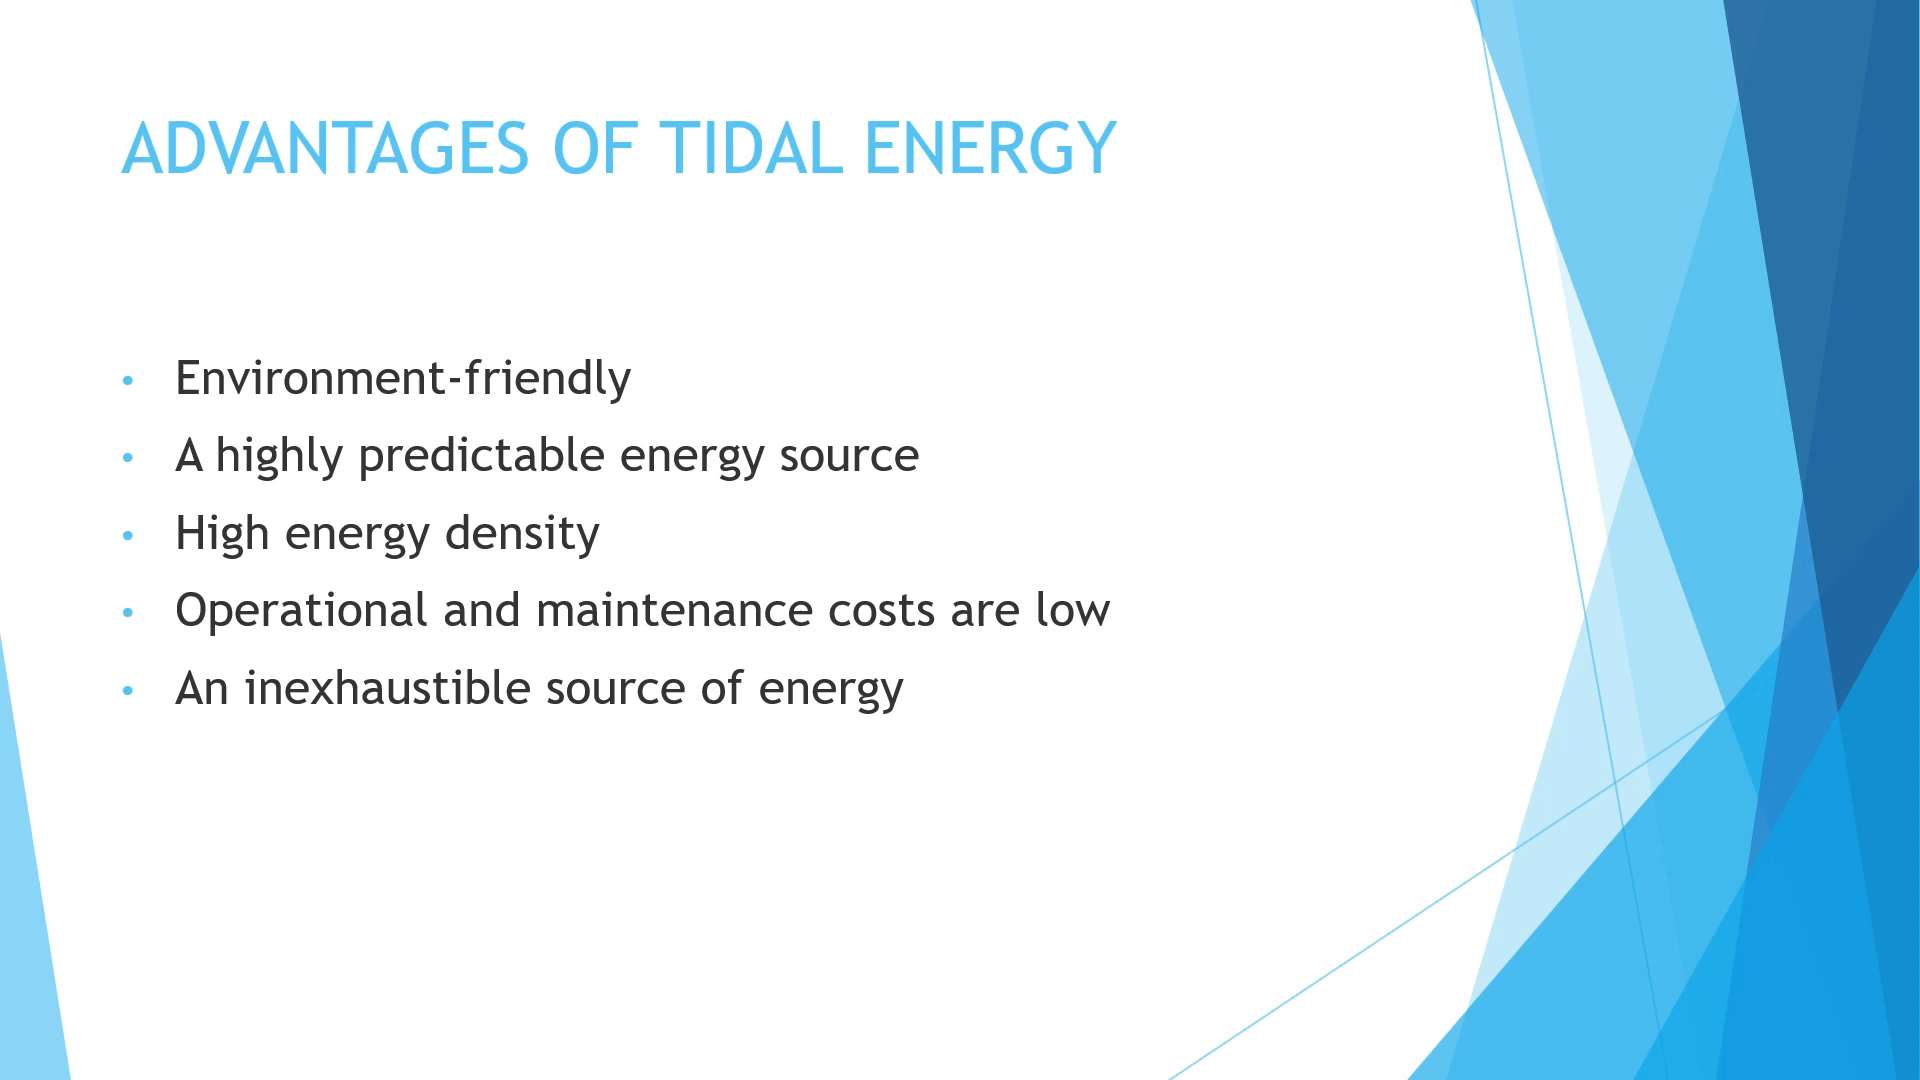 ADVANTAGES OF TIDAL ENERGY
• Environment-friendly
• A highly predictable energy source
• High energy density
• Operational and maintenance costs are low
• An inexhaustible source of energy